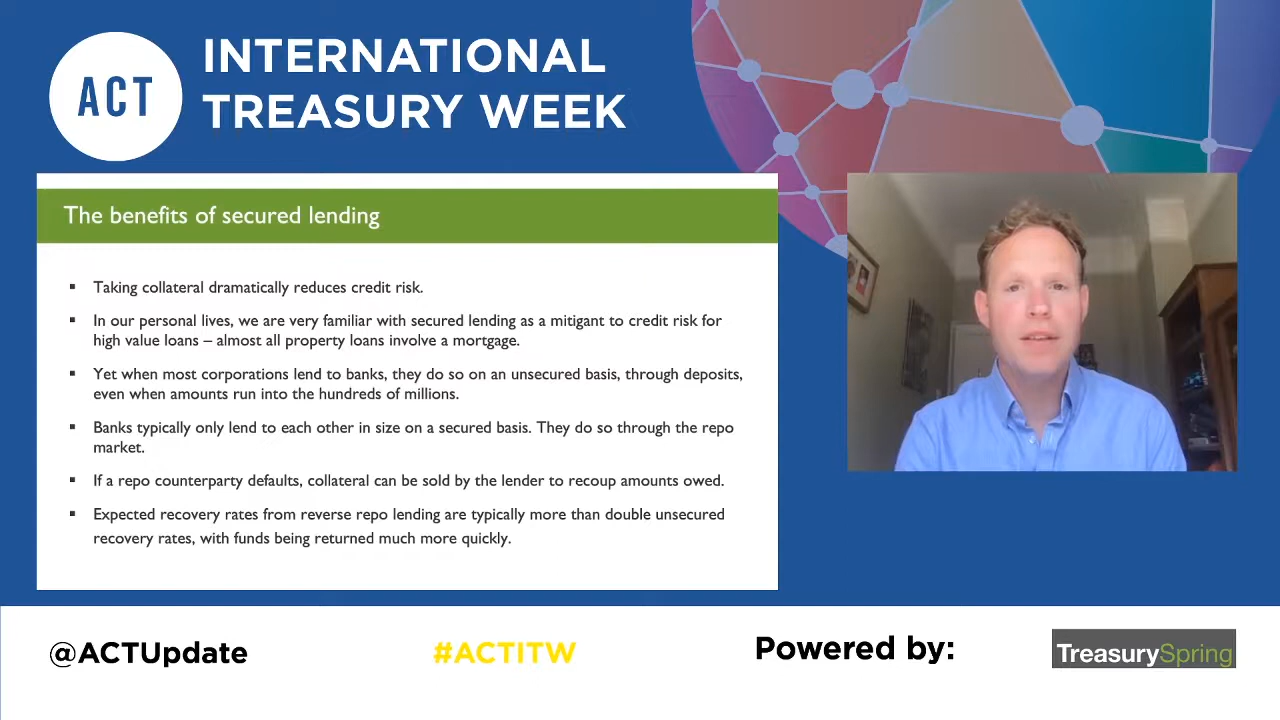 ACT
INTERNATIONAL
TREASURY WEEK
The benefits of secured lending
▪ Taking collateral dramatically reduces credit risk.
▪ In our personal lives, we are very familiar with secured lending as a mitigant to credit risk for
high value loans – almost all property loans involve a mortgage.
▪ Yet when most corporations lend to banks, they do so on an unsecured basis, through deposits,
even when amounts run into the hundreds of millions.
▪ Banks typically only lend to each other in size on a secured basis. They do so through the repo
market.
▪ If a repo counterparty defaults, collateral can be sold by the lender to recoup amounts owed.
▪ Expected recovery rates from reverse repo lending are typically more than double unsecured
recovery rates, with funds being returned much more quickly.
@ACTUpdate
#ACTITW
Powered by:
TreasurySpring